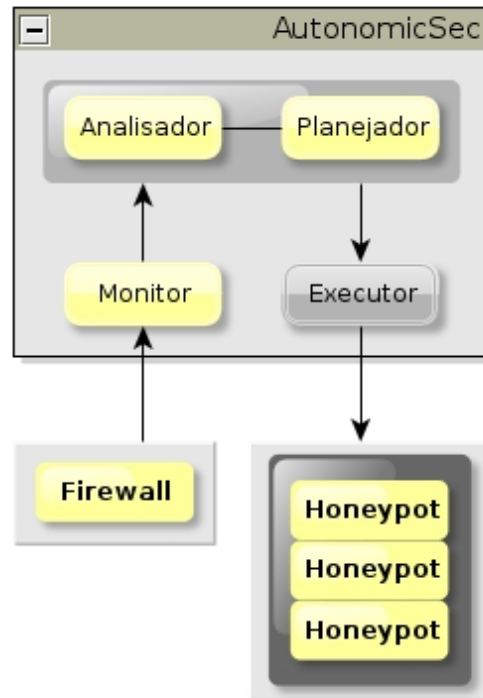 AutonomicSec
Analisador
Planejador
Monitor
Executor
Firewall
Honeypot
Honeypot
Honeypot